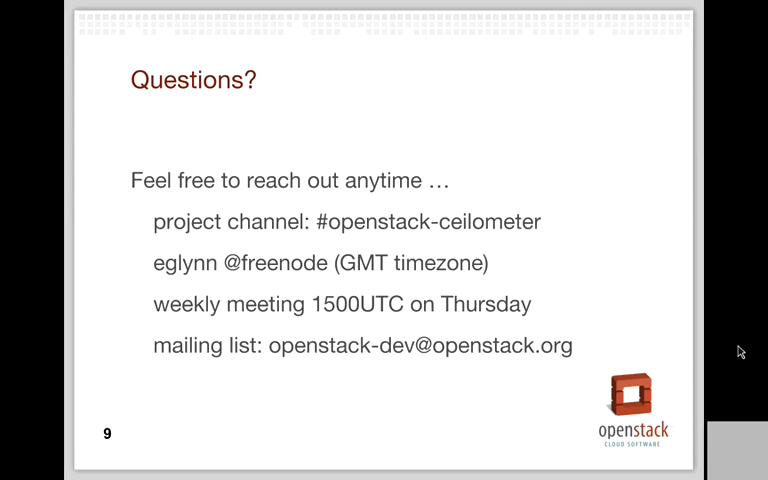 Questions?
Feel free to reach out anytime …
project channel: #openstack-ceilometer
eglynn @freenode (GMT timezone)
weekly meeting 1500UTC on Thursday
mailing list: openstack-dev@openstack.org
9
openstack
CLOUD SOFTWARE